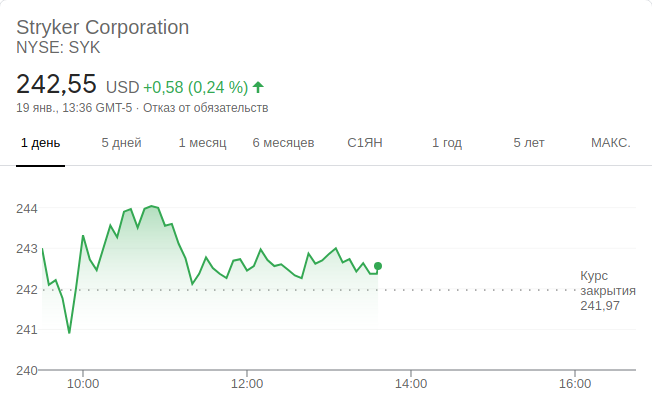 Stryker Corporation
NYSE: SYK
242,55 USD +0,58 (0,24 %)
19 янв., 13:36 GMT-5 · Отказ от обязательств
1 день 5 дней 1 месяц 6 месяцев С1ЯН 1 год 5 лет МАКС.
244
243
242
241
240
Курс
закрытия
241,97
10:00 12:00 14:00 16:00